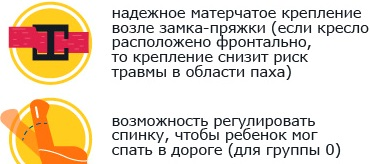 надежное матерчатое крепление
возле замка-пряжки (если кресло
расположено фронтально,
то крепление снизит риск
травмы в области паха)
возможность регулировать
спинку, чтобы ребенок мог
спать в дороге (для группы 0)